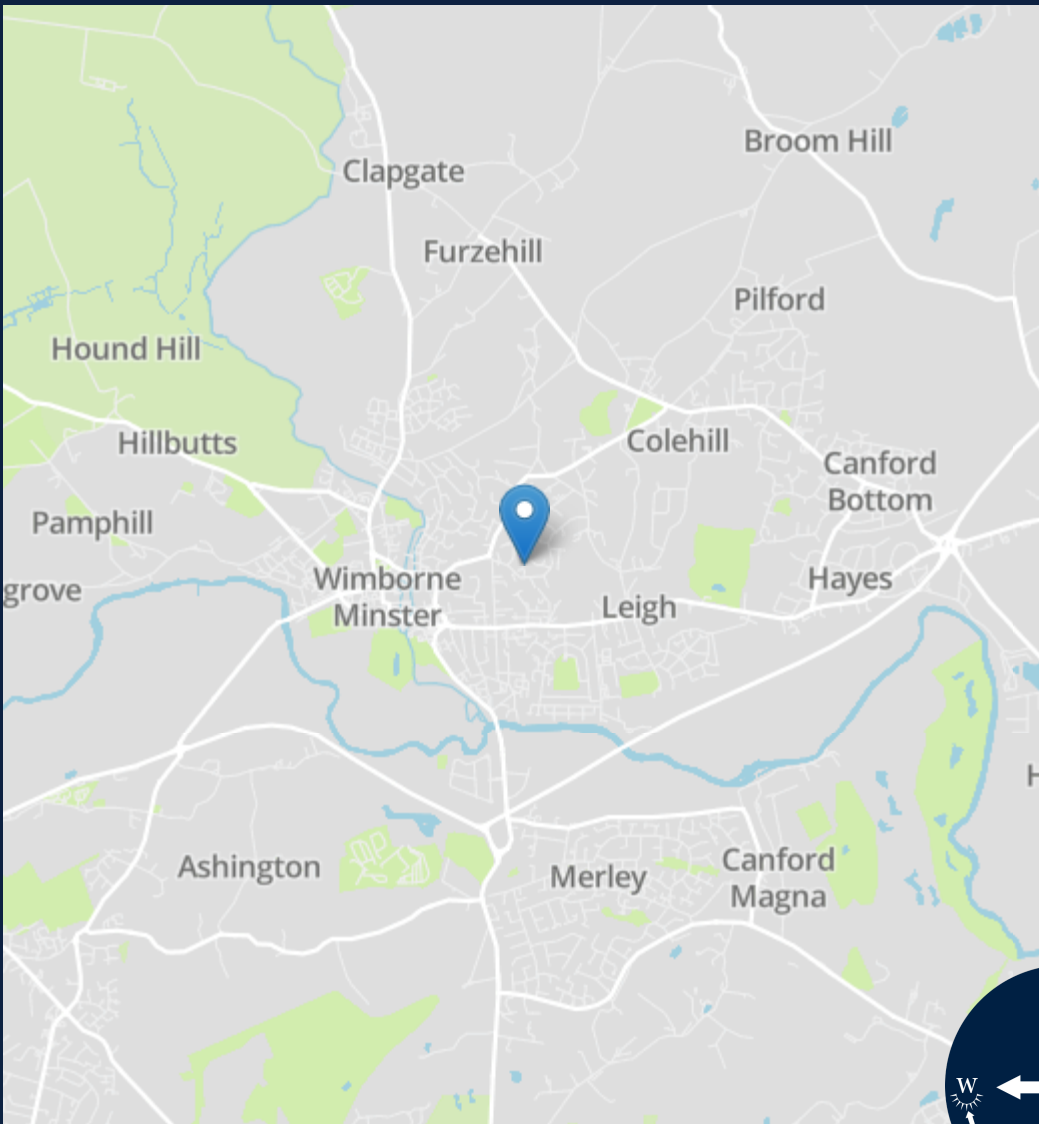 Clapgate
Broom Hill
Furzehill
Pilford
Hound Hill
Hillbutts
Colehill
Canford
Bottom
Pamphill
grove
Wimborne
Minster
Leigh
Hayes
H
Ashington
Merley
Canford
Magna
W